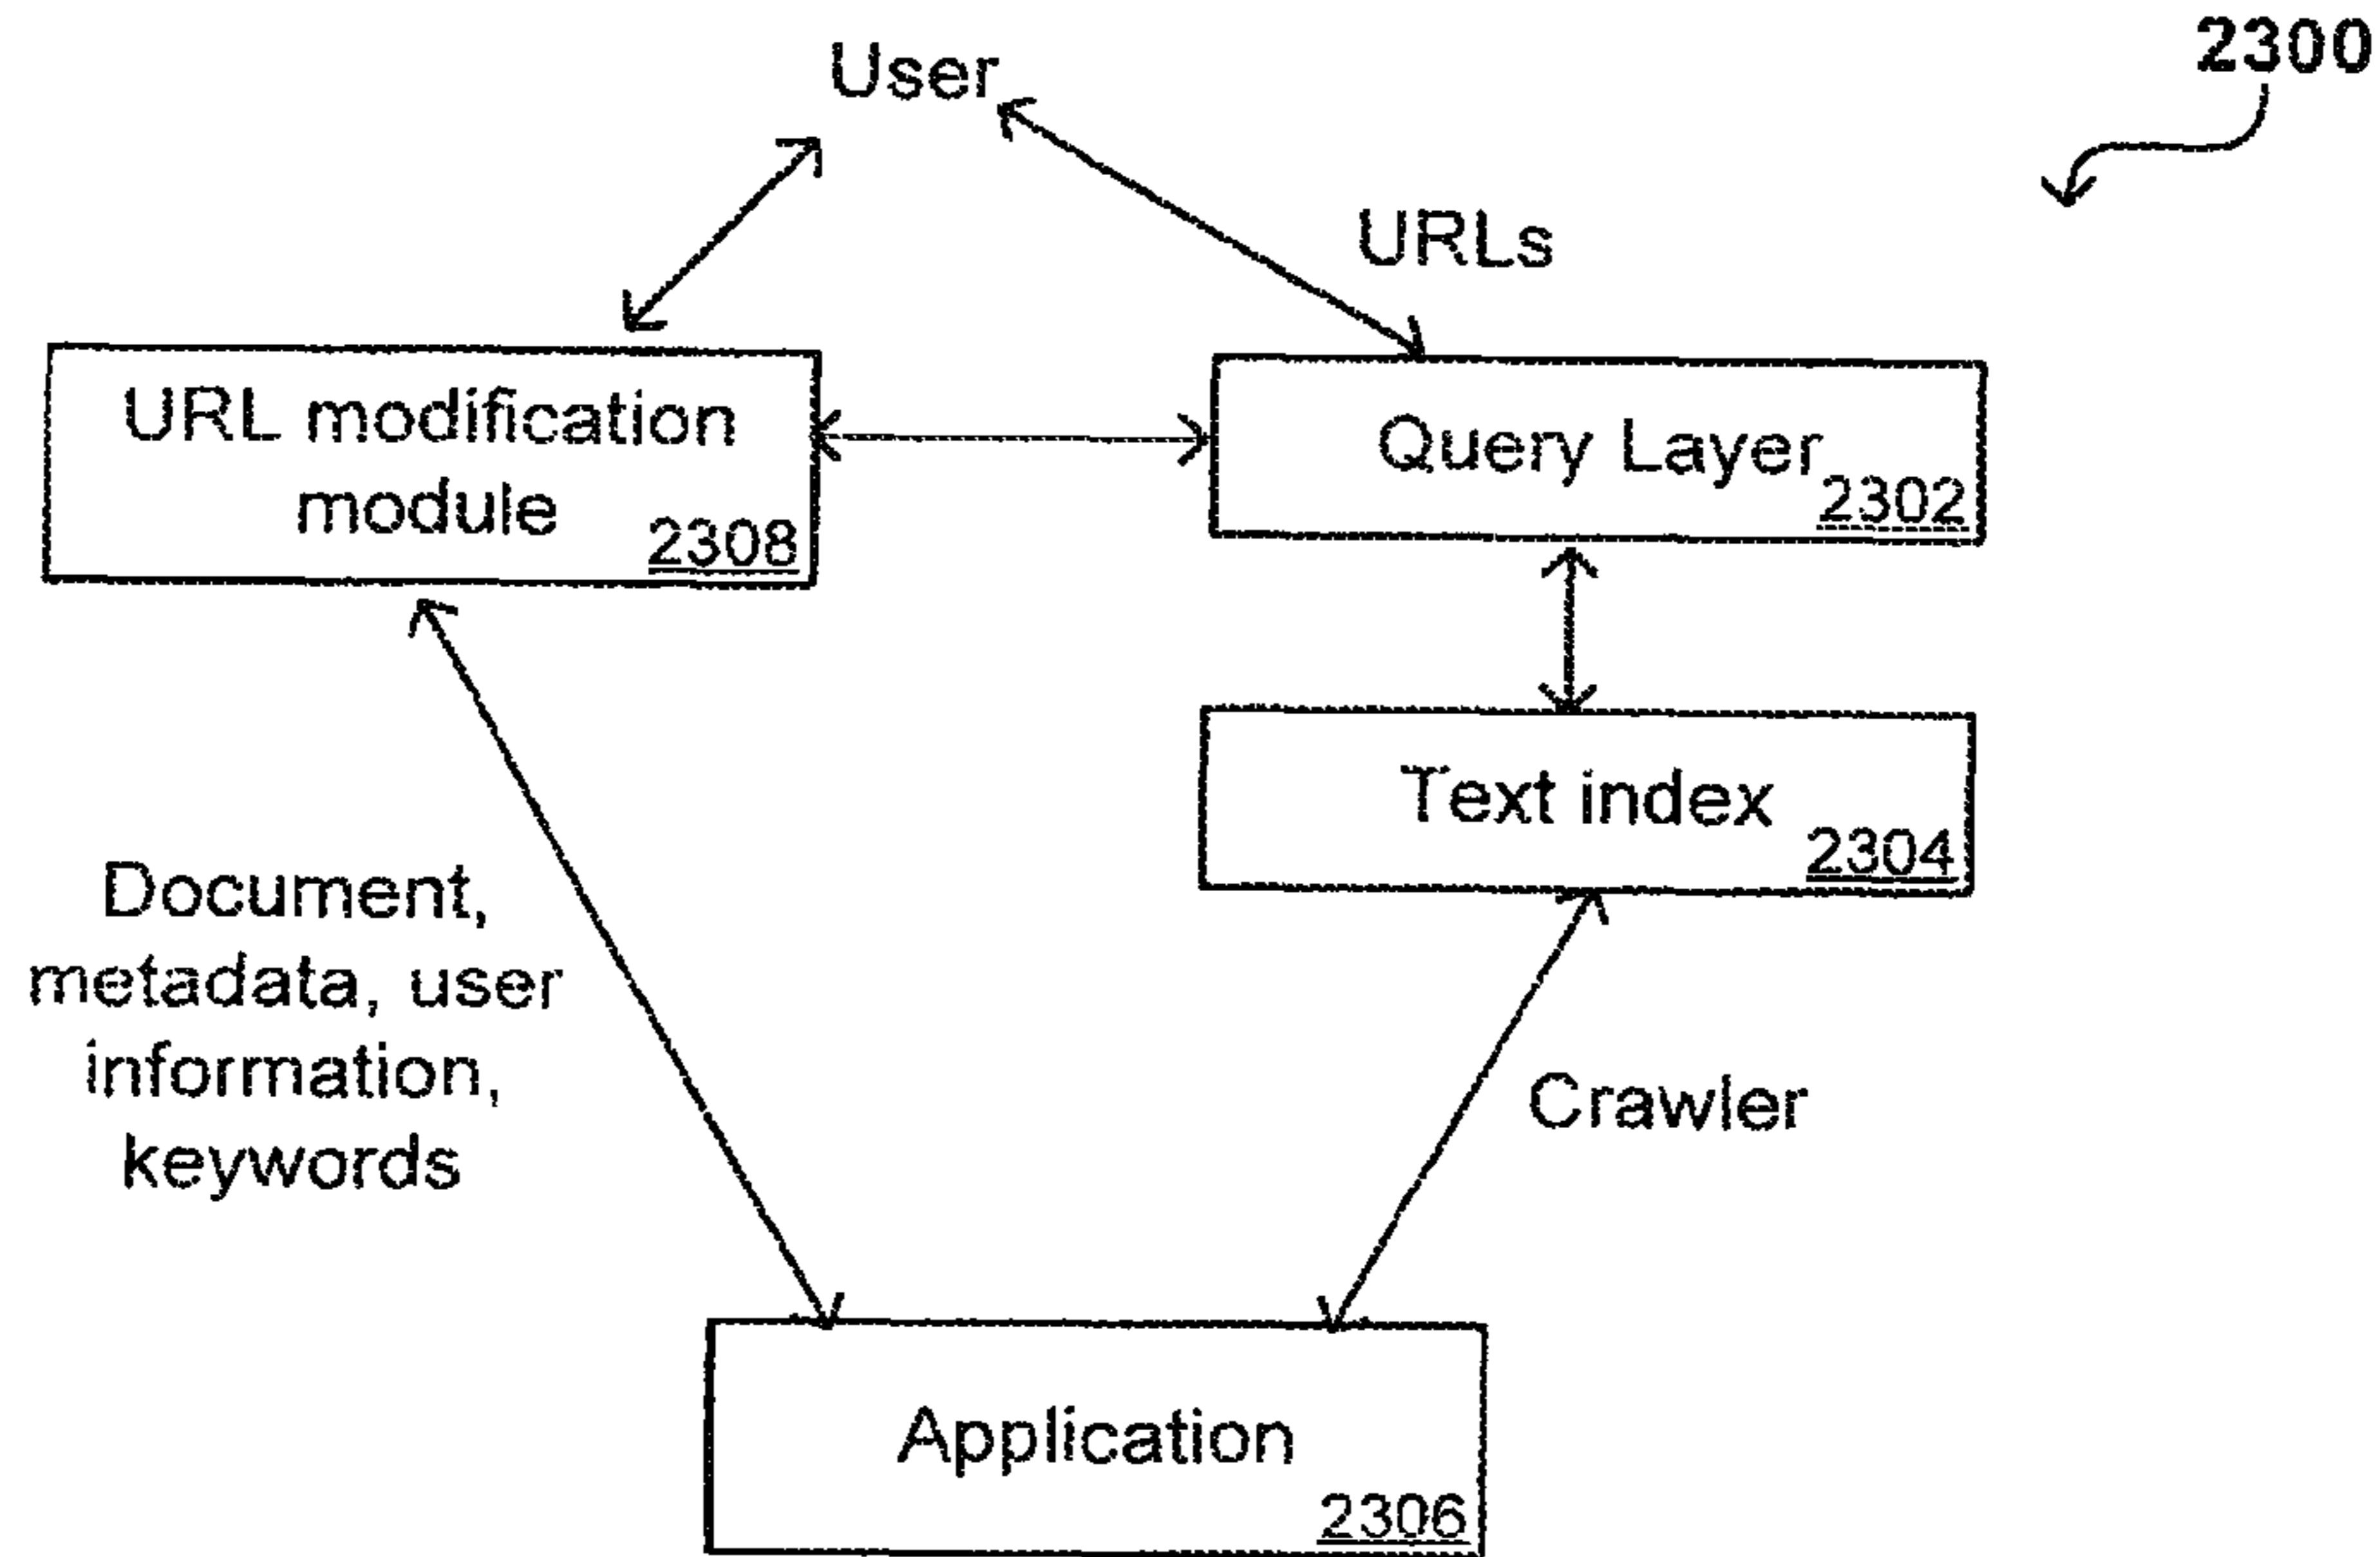 2300
User
URLs
URL modification
module
2308
Query Layer
2302
Text index
2304
Document,
metadata, user
information,
keywords
Crawler
Application
2306